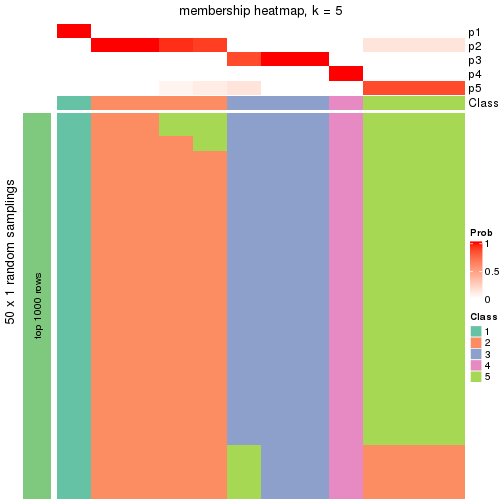 membership heatmap, k = 5
p1
p2
p3
p4
p5
Class
50 x 1 random samplings
top 1000 rows
Prob
1
0.5
0
Class
1
2
3
4
5